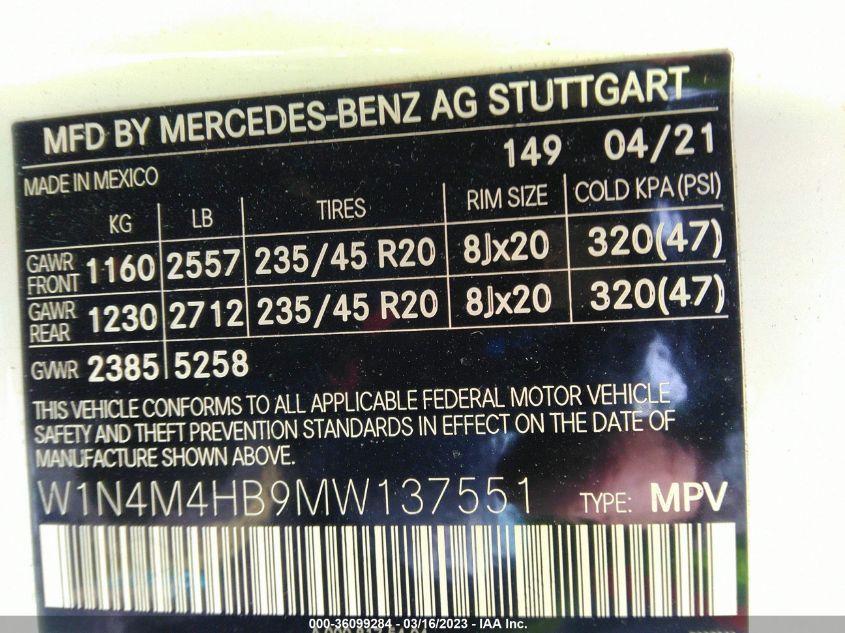 MFD BY MERCEDES-BENZ AG STUTTGART
149 04/21
MADE IN MEXICO
KG LB TIRES RIM SIZE COLD KPA (PSI)
GAWR FRONT 1160 2557 235/45 R20 8Jx20 320(47)
GAWR REAR 1230 2712 235/45 R20 8Jx20 320(47)
GVWR 2385 5258
THIS VEHICLE CONFORMS TO ALL APPLICABLE FEDERAL MOTOR VEHICLE
SAFETY AND THEFT PREVENTION STANDARDS IN EFFECT ON THE DATE OF
MANUFACTURE SHOWN ABOVE.
W1N4M4HB9MW137551 TYPE: MPV
000-36099284 - 03/16/2023 - IAA Inc.